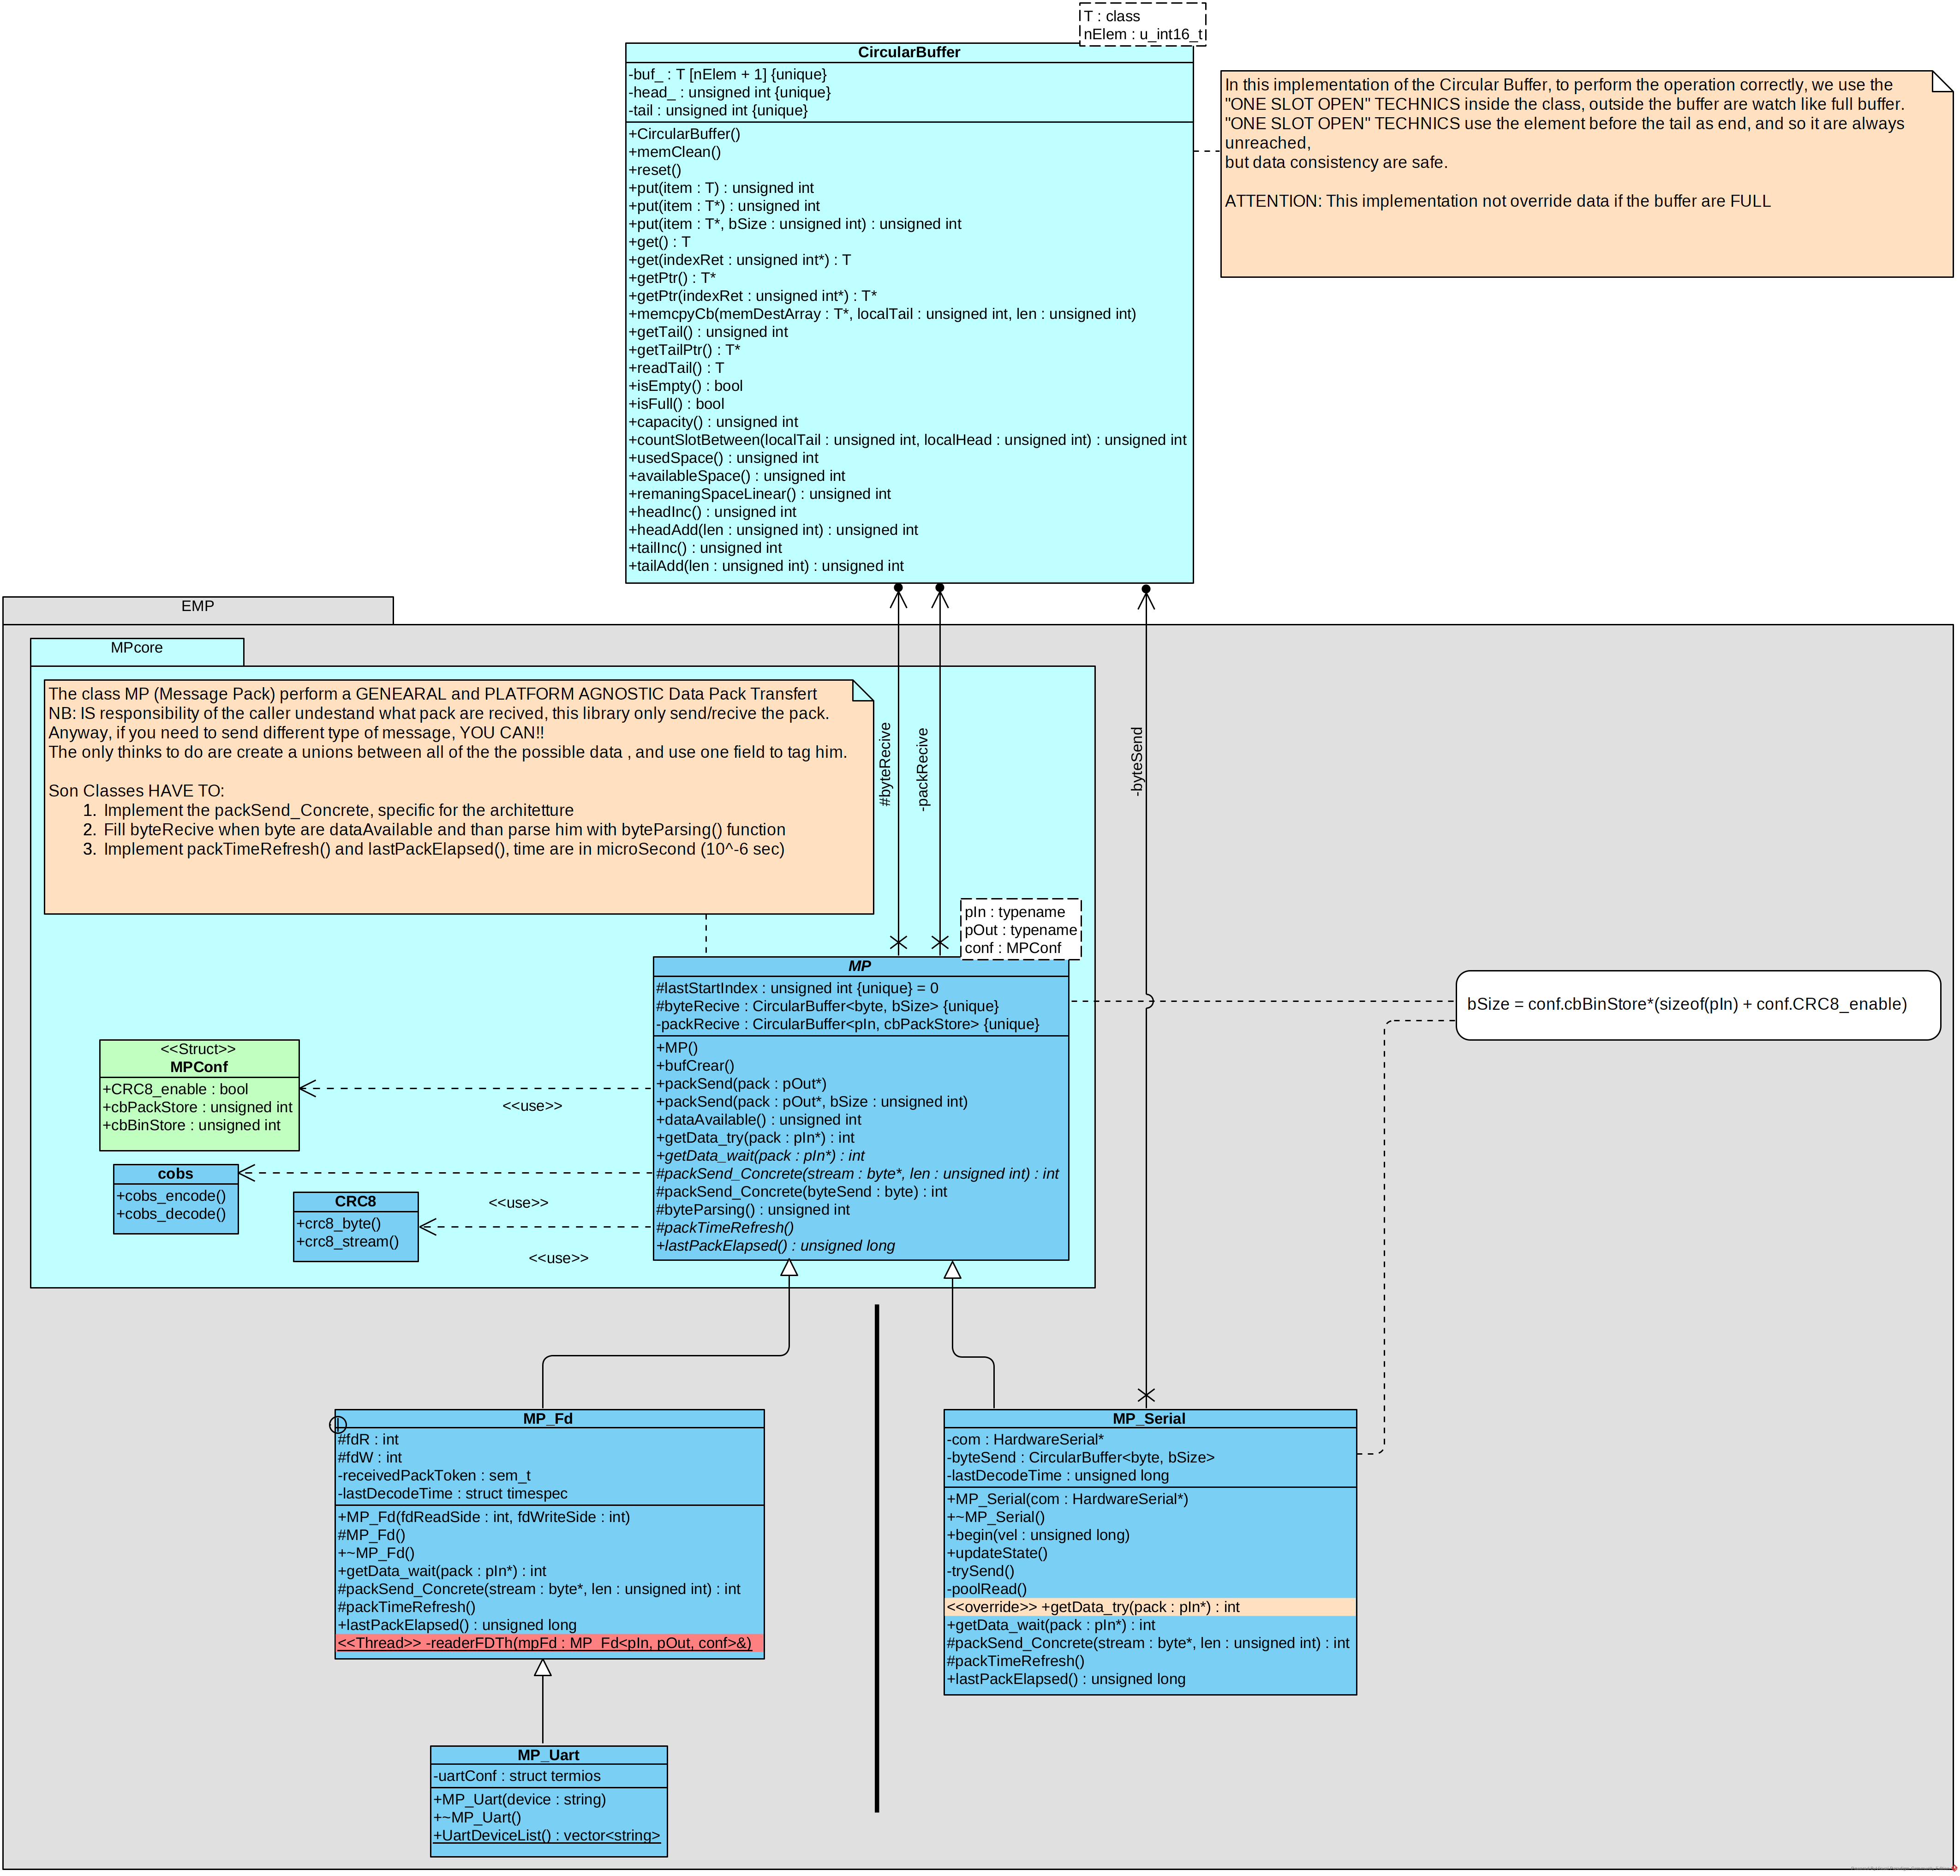 T : class
nElem : u_int16_t
CircularBuffer
-buf_ : T [nElem + 1] {unique}
-head_ : unsigned int {unique}
-tail : unsigned int {unique}
+CircularBuffer()
+memClean()
+reset()
+put(item : T) : unsigned int
+put(item : T*) : unsigned int
+put(item : T*, bSize : unsigned int) : unsigned int
+get() : T
+get(indexRet : unsigned int*) : T
+getPtr() : T*
+getPtr(indexRet : unsigned int*) : T*
+memcpyCb(memDestArray : T*, localTail : unsigned int, len : unsigned int)
+getTail() : unsigned int
+getTailPtr() : T*
+readTail() : T
+isEmpty() : bool
+isFull() : bool
+capacity() : unsigned int
+countSlotBetween(localTail : unsigned int, localHead : unsigned int) : unsigned int
+usedSpace() : unsigned int
+availableSpace() : unsigned int
+remaningSpaceLinear() : unsigned int
+headInc() : unsigned int
+headAdd(len : unsigned int) : unsigned int
+tailInc() : unsigned int
+tailAdd(len : unsigned int) : unsigned int
In this implementation of the Circular Buffer, to perform the operation correctly, we use the
"ONE SLOT OPEN" TECHNICS inside the class, outside the buffer are watch like full buffer.
"ONE SLOT OPEN" TECHNICS use the element before the tail as end, and so it are always
unreached,
but data consistency are safe.
ATTENTION: This implementation not override data if the buffer are FULL
EMP
MPcore
The class MP (Message Pack) perform a GENEARAL and PLATFORM AGNOSTIC Data Pack Transfert
NB: IS responsibility of the caller undestand what pack are recived, this library only send/recive the pack.
Anyway, if you need to send different type of message, YOU CAN!!
The only thinks to do are create a unions between all of the the possible data , and use one field to tag him.
Son Classes HAVE TO:
1. Implement the packSend_Concrete, specific for the architetture
2. Fill byteRecive when byte are dataAvailable and than parse him with byteParsing() function
3. Implement packTimeRefresh() and lastPackElapsed(), time are in microSecond (10^-6 sec)
#byteRecive
-packRecive
-byteSend
pIn : typename
pOut : typename
conf : MPConf
MP
#lastStartIndex : unsigned int {unique} = 0
#byteRecive : CircularBuffer<byte, bSize> {unique}
-packRecive : CircularBuffer<pIn, cbPackStore> {unique}
+MP()
+bufCrear()
+packSend(pack : pOut*)
+packSend(pack : pOut*, bSize : unsigned int)
+dataAvailable() : unsigned int
+getData_try(pack : pIn*) : int
+getData_wait(pack : pIn*) : int
#packSend_Concrete(stream : byte*, len : unsigned int) : int
#packSend_Concrete(byteSend : byte) : int
#byteParsing() : unsigned int
#packTimeRefresh()
+lastPackElapsed() : unsigned long
bSize = conf.cbBinStore*(sizeof(pIn) + conf.CRC8_enable)
<<Struct>>
MPConf
+CRC8_enable : bool
+cbPackStore : unsigned int
+cbBinStore : unsigned int
<<use>>
cobs
+cobs_encode()
+cobs_decode()
<<use>>
CRC8
+crc8_byte()
+crc8_stream()
<<use>>
MP_Fd
#fdR : int
#fdW : int
-receivedPackToken : sem_t
-lastDecodeTime : struct timespec
+MP_Fd(fdReadSide : int, fdWriteSide : int)
#MP_Fd()
+~MP_Fd()
+getData_wait(pack : pIn*) : int
#packSend_Concrete(stream : byte*, len : unsigned int) : int
#packTimeRefresh()
+lastPackElapsed() : unsigned long
<<Thread>> -readerFDTh(mpFd : MP_Fd<pIn, pOut, conf>&)
MP_Serial
-com : HardwareSerial*
-byteSend : CircularBuffer<byte, bSize>
-lastDecodeTime : unsigned long
+MP_Serial(com : HardwareSerial*)
+~MP_Serial()
+begin(vel : unsigned long)
+updateState()
-trySend()
-poolRead()
<<override>> +getData_try(pack : pIn*) : int
+getData_wait(pack : pIn*) : int
#packSend_Concrete(stream : byte*, len : unsigned int) : int
#packTimeRefresh()
+lastPackElapsed() : unsigned long
MP_Uart
-uartConf : struct termios
+MP_Uart(device : string)
+~MP_Uart()
+UartDeviceList() : vector<string>